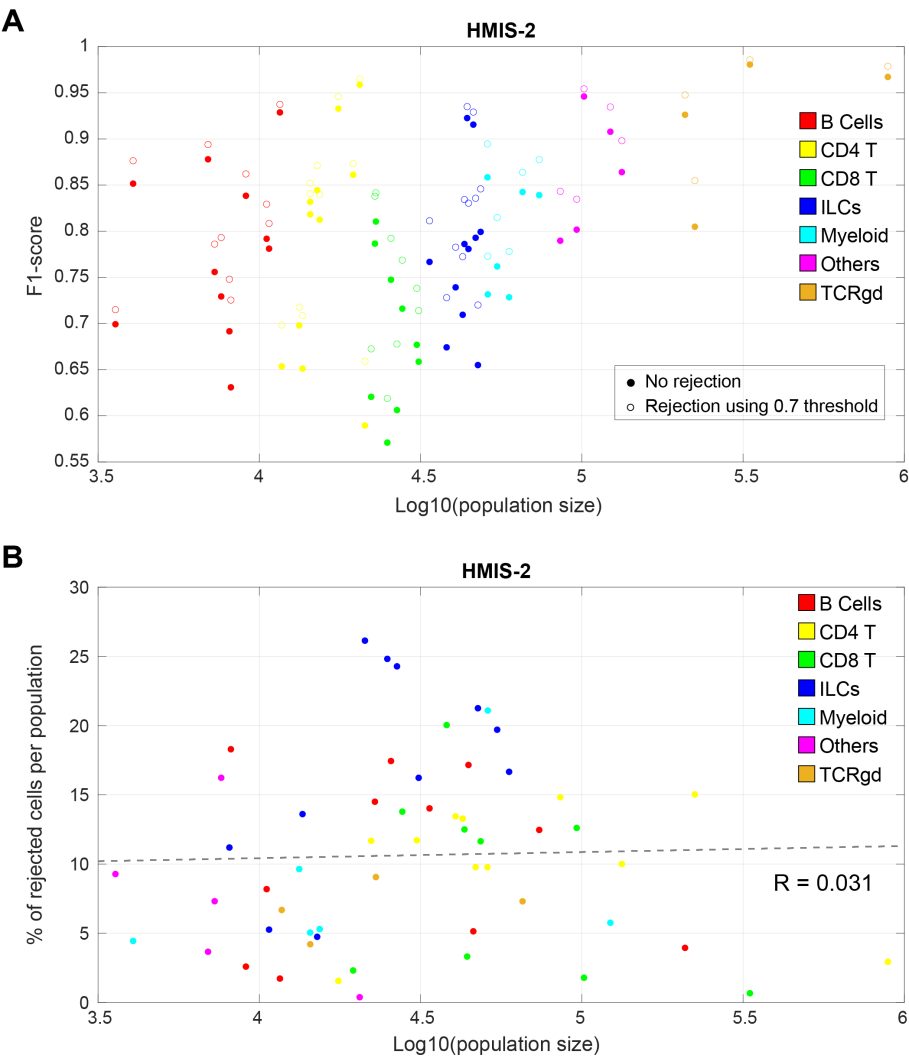 A
HMIS-2
F1-score
1
0.95
0.9
0.85
0.8
0.75
0.7
0.65
0.6
0.55
B Cells
CD4 T
CD8 T
ILCs
Myeloid
Others
TCRgd
No rejection
Rejection using 0.7 threshold
3.5 4 4.5 5 5.5 6
Log10(population size)
B
HMIS-2
% of rejected cells per population
30
25
20
15
10
5
0
B Cells
CD4 T
CD8 T
ILCs
Myeloid
Others
TCRgd
R = 0.031
3.5 4 4.5 5 5.5 6
Log10(population size)